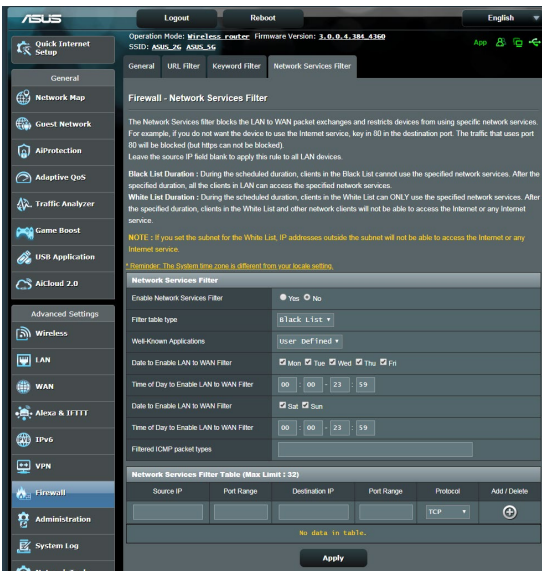 ASUS
Logout
Reboot
English
Operation Mode: Wireless router Firmware Version: 3.0.0.4.384_4360
SSID: ASUS_2G ASUS_5G
App
Quick Internet
Setup
General
Network Map
Guest Network
AiProtection
Adaptive QoS
Traffic Analyzer
Game Boost
USB Application
AiCloud 2.0
Advanced Settings
Wireless
LAN
WAN
Alexa & IFTTT
IPv6
VPN
Firewall
Administration
System Log
General URL Filter Keyword Filter Network Services Filter
Firewall - Network Services Filter
The Network Services filter blocks the LAN to WAN packet exchanges and restricts devices from using specific network services.
For example, if you do not want the device to use the Internet service, key in 80 in the destination port. The traffic that uses port
80 will be blocked (but https can not be blocked).
Leave the source IP field blank to apply this rule to all LAN devices.
Black List Duration : During the scheduled duration, clients in the Black List cannot use the specified network services. After the
specified duration, all the clients in LAN can access the specified network services.
White List Duration : During the scheduled duration, clients in the White List can ONLY use the specified network services. After
the specified duration, clients in the White List and other network clients will not be able to access the Internet or any Internet
service.
NOTE : If you set the subnet for the White List, IP addresses outside the subnet will not be able to access the Internet or any
Internet service.
* Reminder: The System time zone is different from your locale setting.
Network Services Filter
Enable Network Services Filter Yes No
Filter table type Black List
Well-Known Applications User Defined
Date to Enable LAN to WAN Filter Mon Tue Wed Thu Fri
Time of Day to Enable LAN to WAN Filter 00 : 00 - 23 : 59
Date to Enable LAN to WAN Filter Sat Sun
Time of Day to Enable LAN to WAN Filter 00 : 00 - 23 : 59
Filtered ICMP packet types
Network Services Filter Table (Max Limit : 32)
Source IP Port Range Destination IP Port Range Protocol Add / Delete
TCP
No data in table.
Apply